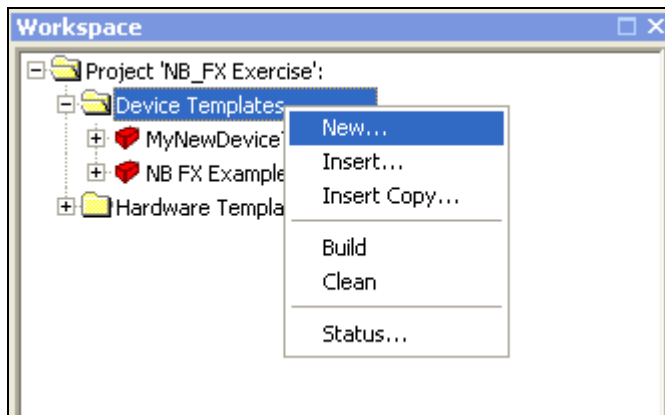 Workspace
Project 'NB_FX Exercise':
Device Templates
MyNewDevice
NB FX Example
Hardware Templa
New...
Insert...
Insert Copy...
Build
Clean
Status...